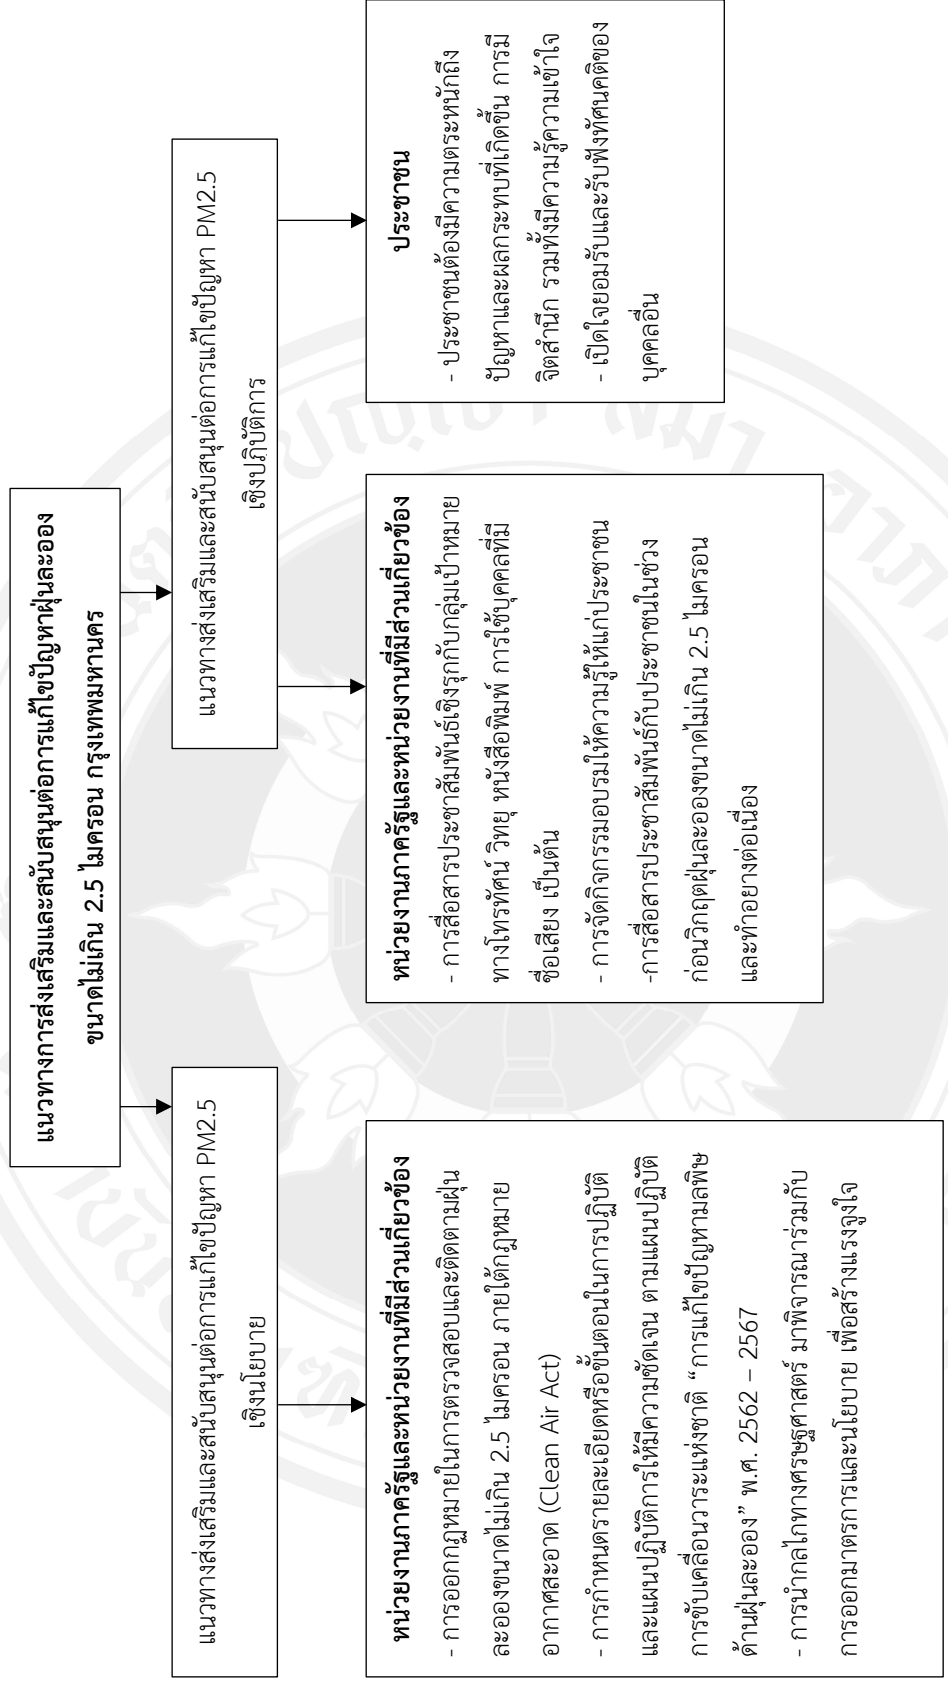 แนวทางการส่งเสริมและสนับสนุนต่อการแก้ไขปัญหาฝุ่นละออง
ขนาดไม่เกิน 2.5 ไมครอน กรุงเทพมหานคร
แนวทางส่งเสริมและสนับสนุนต่อการแก้ไขปัญหา PM2.5
เชิงนโยบาย
แนวทางส่งเสริมและสนับสนุนต่อการแก้ไขปัญหา PM2.5
เชิงปฏิบัติการ
หน่วยงานภาครัฐและหน่วยงานที่มีส่วนเกี่ยวข้อง
- การออกกฎหมายในการตรวจสอบและติดตามฝุ่น
ละอองขนาดไม่เกิน 2.5 ไมครอน ภายใต้กฎหมาย
อากาศสะอาด (Clean Air Act)
- การกำหนดรายละเอียดหรือขั้นตอนในการปฏิบัติ
และแผนปฏิบัติการให้มีความชัดเจน ตามแผนปฏิบัติ
การขับเคลื่อนวาระแห่งชาติ “การแก้ไขปัญหามลพิษ
ด้านฝุ่นละออง” พ.ศ. 2562 – 2567
- การนำกลไกทางเศรษฐศาสตร์ มาพิจารณาร่วมกับ
การออกมาตรการและนโยบาย เพื่อสร้างแรงจูงใจ
หน่วยงานภาครัฐและหน่วยงานที่มีส่วนเกี่ยวข้อง
- การสื่อสารประชาสัมพันธ์เชิงรุกกับกลุ่มเป้าหมาย
ทางโทรทัศน์ วิทยุ หนังสือพิมพ์ การใช้บุคคลที่มี
ชื่อเสียง เป็นต้น
- การจัดกิจกรรมอบรมให้ความรู้ให้แก่ประชาชน
-การสื่อสารประชาสัมพันธ์กับประชาชนในช่วง
ก่อนวิกฤตฝุ่นละอองขนาดไม่เกิน 2.5 ไมครอน
และทำอย่างต่อเนื่อง
ประชาชน
- ประชาชนต้องมีความตระหนักถึง
ปัญหาและผลกระทบที่เกิดขึ้น การมี
จิตสำนึก รวมทั้งมีความรู้ความเข้าใจ
- เปิดใจยอมรับและรับฟังทัศนคติของ
บุคคลอื่น